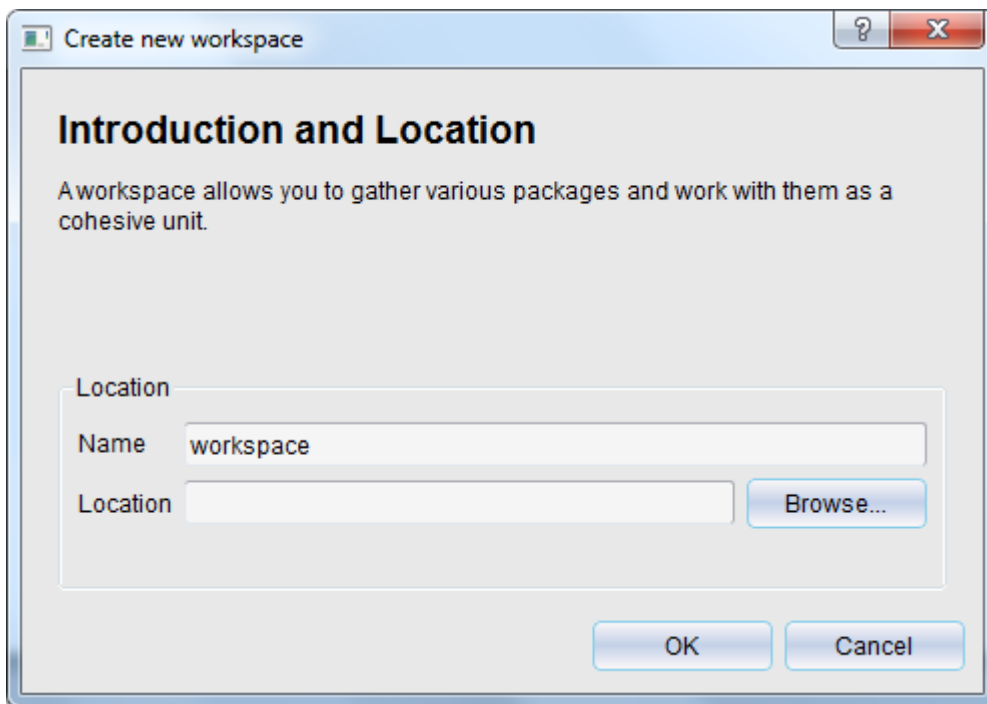 Create new workspace
Introduction and Location
A workspace allows you to gather various packages and work with them as a
cohesive unit.
Location
Name workspace
Location Browse...
OK Cancel